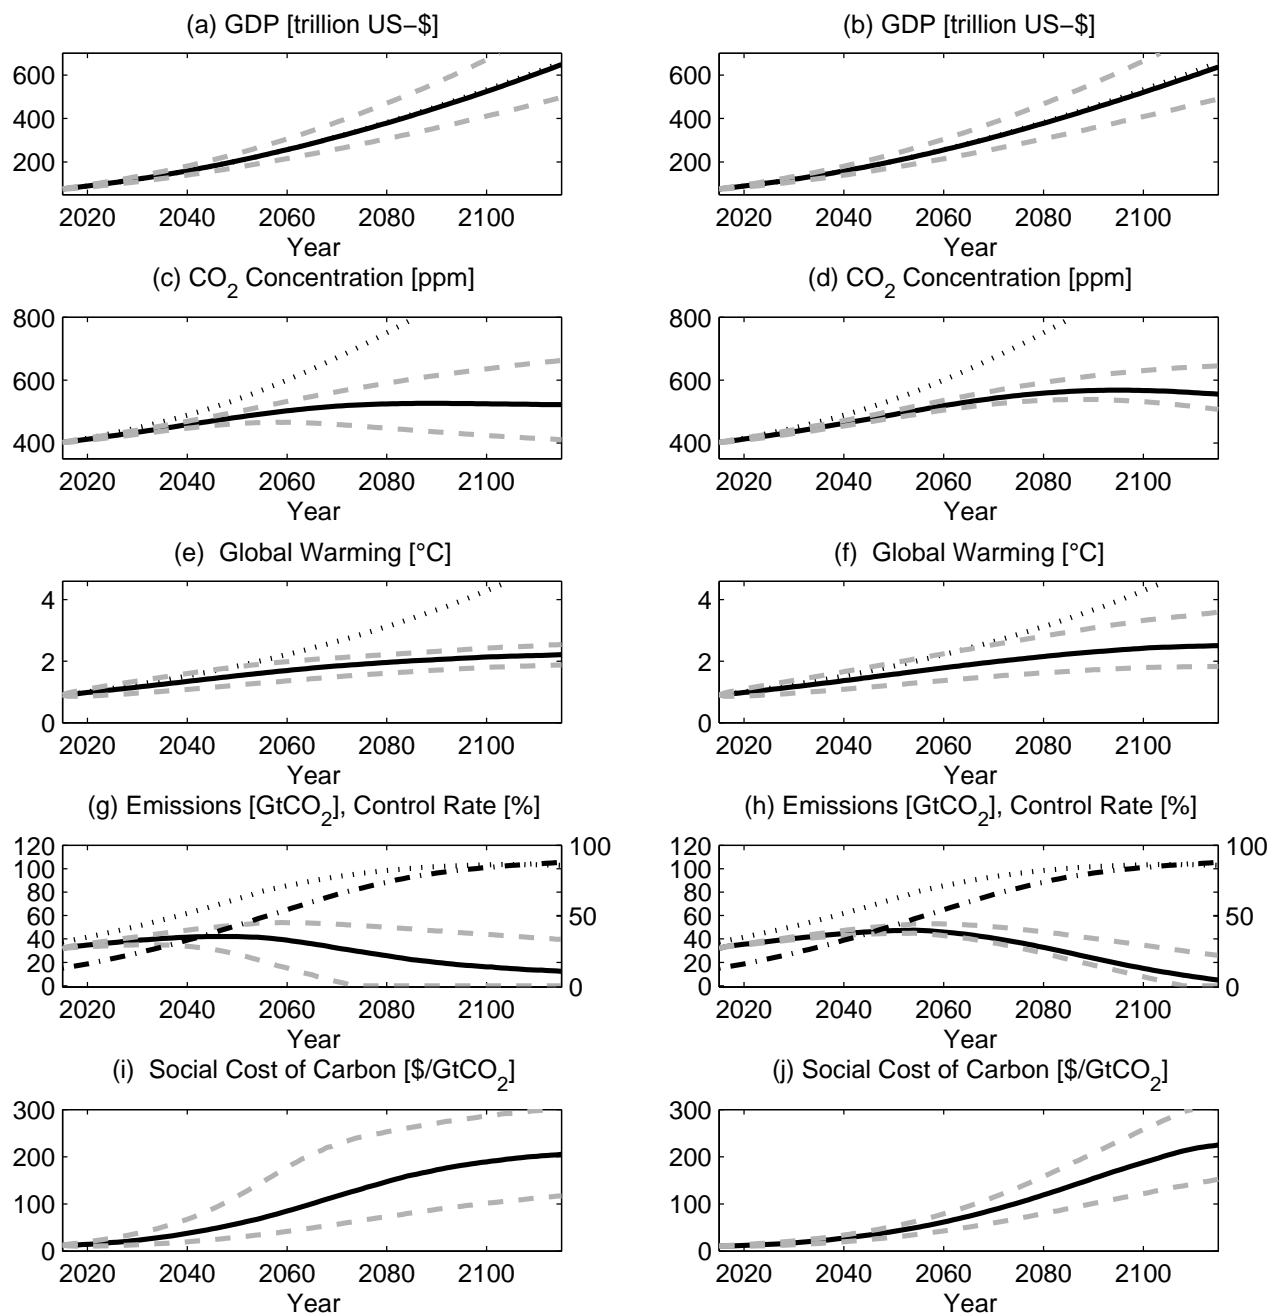 (a) GDP [trillion US−$]
600
400
200
2020 2040 2060 2080 2100
Year
(b) GDP [trillion US−$]
600
400
200
2020 2040 2060 2080 2100
Year
(c) CO2 Concentration [ppm]
800
600
400
2020 2040 2060 2080 2100
Year
(d) CO2 Concentration [ppm]
800
600
400
2020 2040 2060 2080 2100
Year
(e) Global Warming [°C]
4
2
0
2020 2040 2060 2080 2100
Year
(f) Global Warming [°C]
4
2
0
2020 2040 2060 2080 2100
Year
(g) Emissions [GtCO2], Control Rate [%]
120
100
80
60
40
20
0
100
50
0
2020 2040 2060 2080 2100
Year
(h) Emissions [GtCO2], Control Rate [%]
120
100
80
60
40
20
0
100
50
0
2020 2040 2060 2080 2100
Year
(i) Social Cost of Carbon [$/GtCO2]
300
200
100
0
2020 2040 2060 2080 2100
Year
(j) Social Cost of Carbon [$/GtCO2]
300
200
100
0
2020 2040 2060 2080 2100
Year